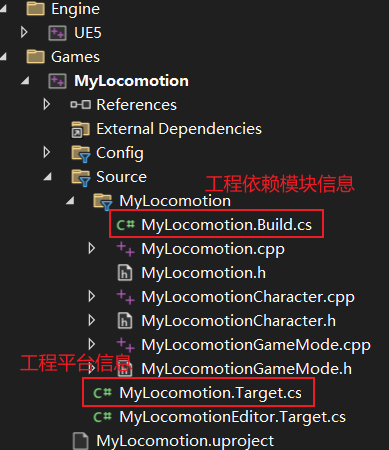 Engine
UE5
Games
MyLocomotion
References
External Dependencies
Config
Source
工程依赖模块信息
MyLocomotion
C# MyLocomotion.Build.cs
MyLocomotion.cpp
MyLocomotion.h
MyLocomotionCharacter.cpp
MyLocomotionCharacter.h
MyLocomotionGameMode.cpp
工程平台信息
MyLocomotionGameMode.h
C# MyLocomotion.Target.cs
C# MyLocomotionEditor.Target.cs
MyLocomotion.uproject